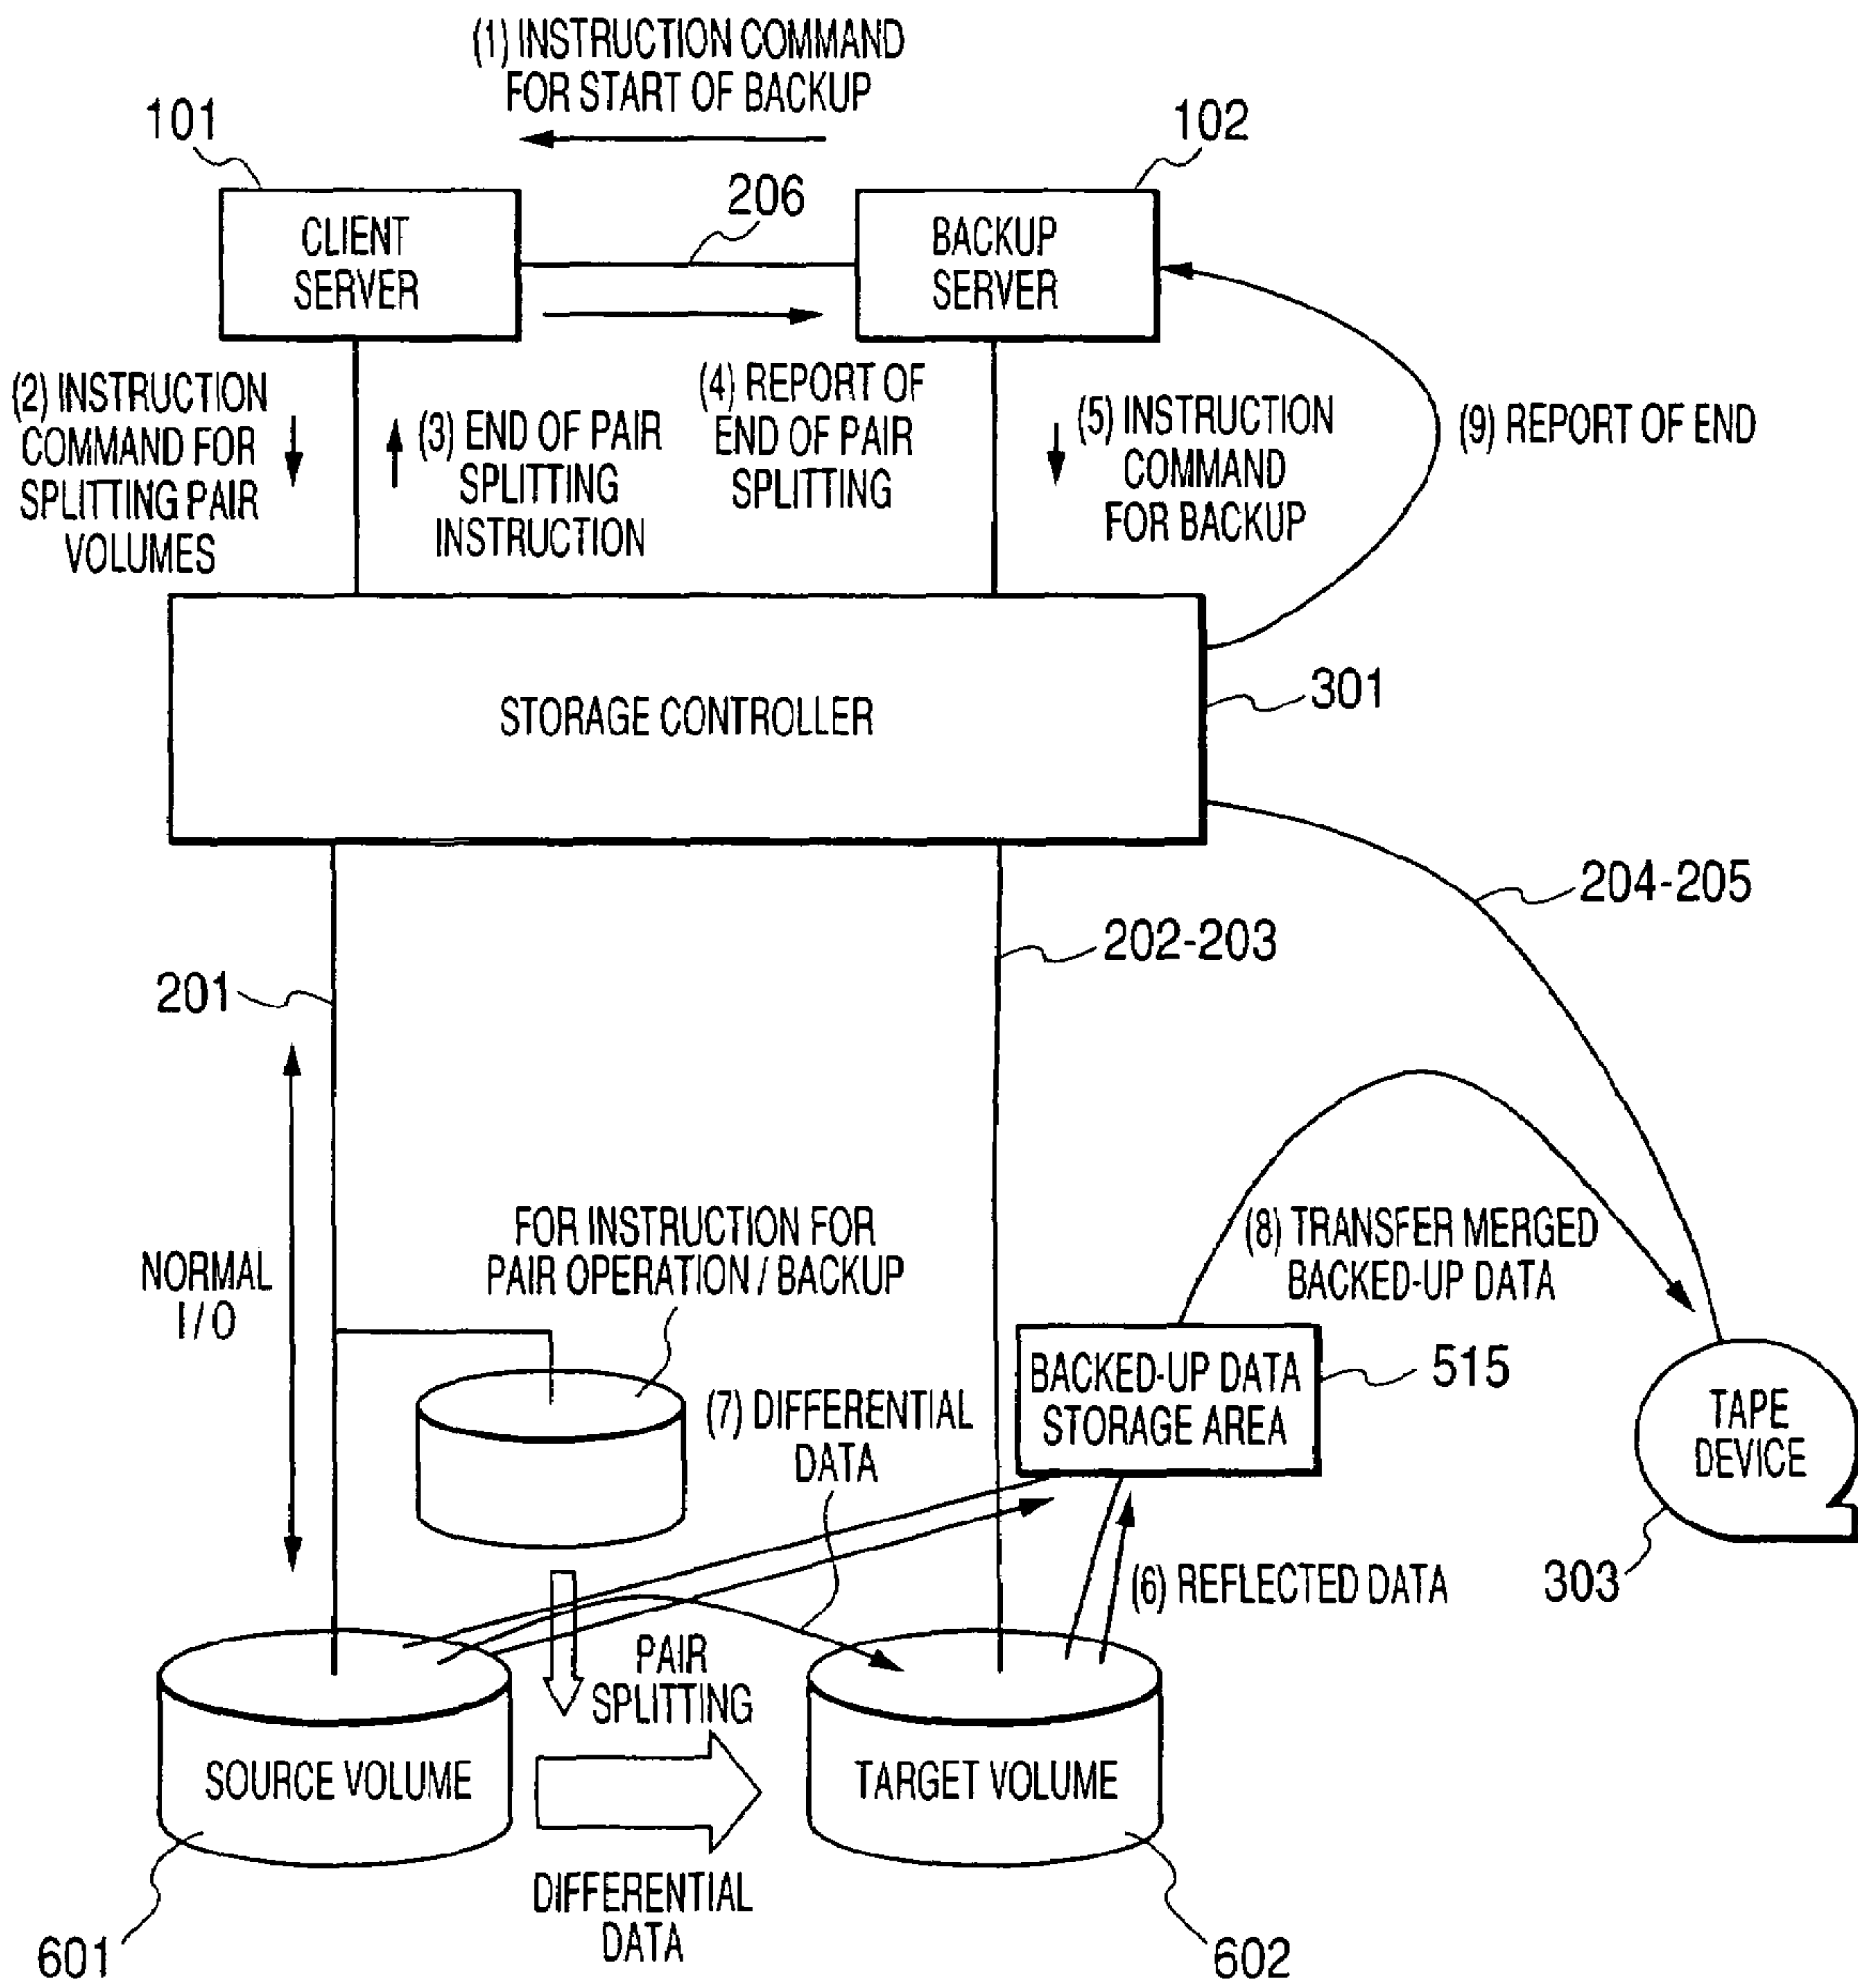 (1) INSTRUCTION COMMAND
FOR START OF BACKUP
101
102
206
CLIENT
SERVER
BACKUP
SERVER
(2) INSTRUCTION
COMMAND FOR
SPLITTING PAIR
VOLUMES
(3) END OF PAIR
SPLITTING
INSTRUCTION
(4) REPORT OF
END OF PAIR
SPLITTING
(5) INSTRUCTION
COMMAND
FOR BACKUP
(9) REPORT OF END
STORAGE CONTROLLER
301
204-205
202-203
201
NORMAL
I/O
FOR INSTRUCTION FOR
PAIR OPERATION / BACKUP
(8) TRANSFER MERGED
BACKED-UP DATA
BACKED-UP DATA
STORAGE AREA
515
(7) DIFFERENTIAL
DATA
TAPE
DEVICE
303
(6) REFLECTED DATA
PAIR
SPLITTING
SOURCE VOLUME
TARGET VOLUME
DIFFERENTIAL
DATA
601
602